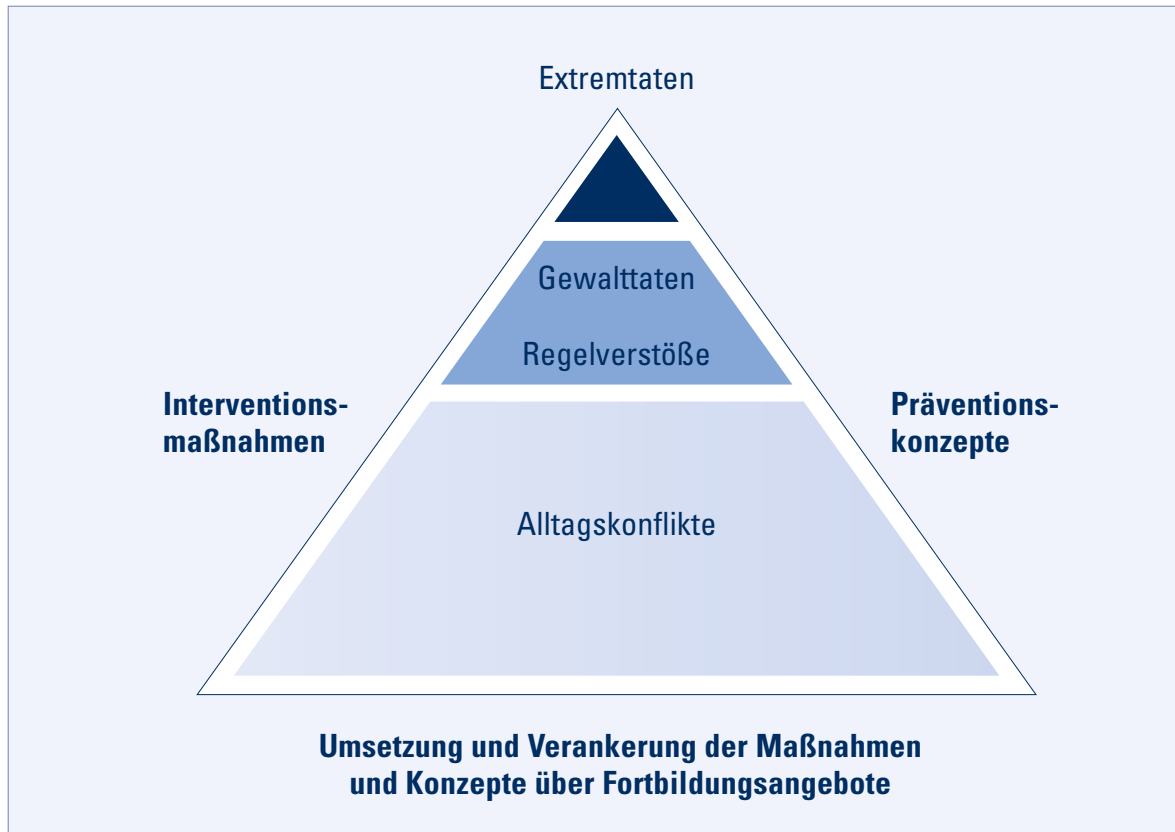 Extremtaten
Gewalttaten
Regelverstöße
Interventions-
maßnahmen
Präventions-
konzepte
Alltagskonflikte
Umsetzung und Verankerung der Maßnahmen
und Konzepte über Fortbildungsangebote